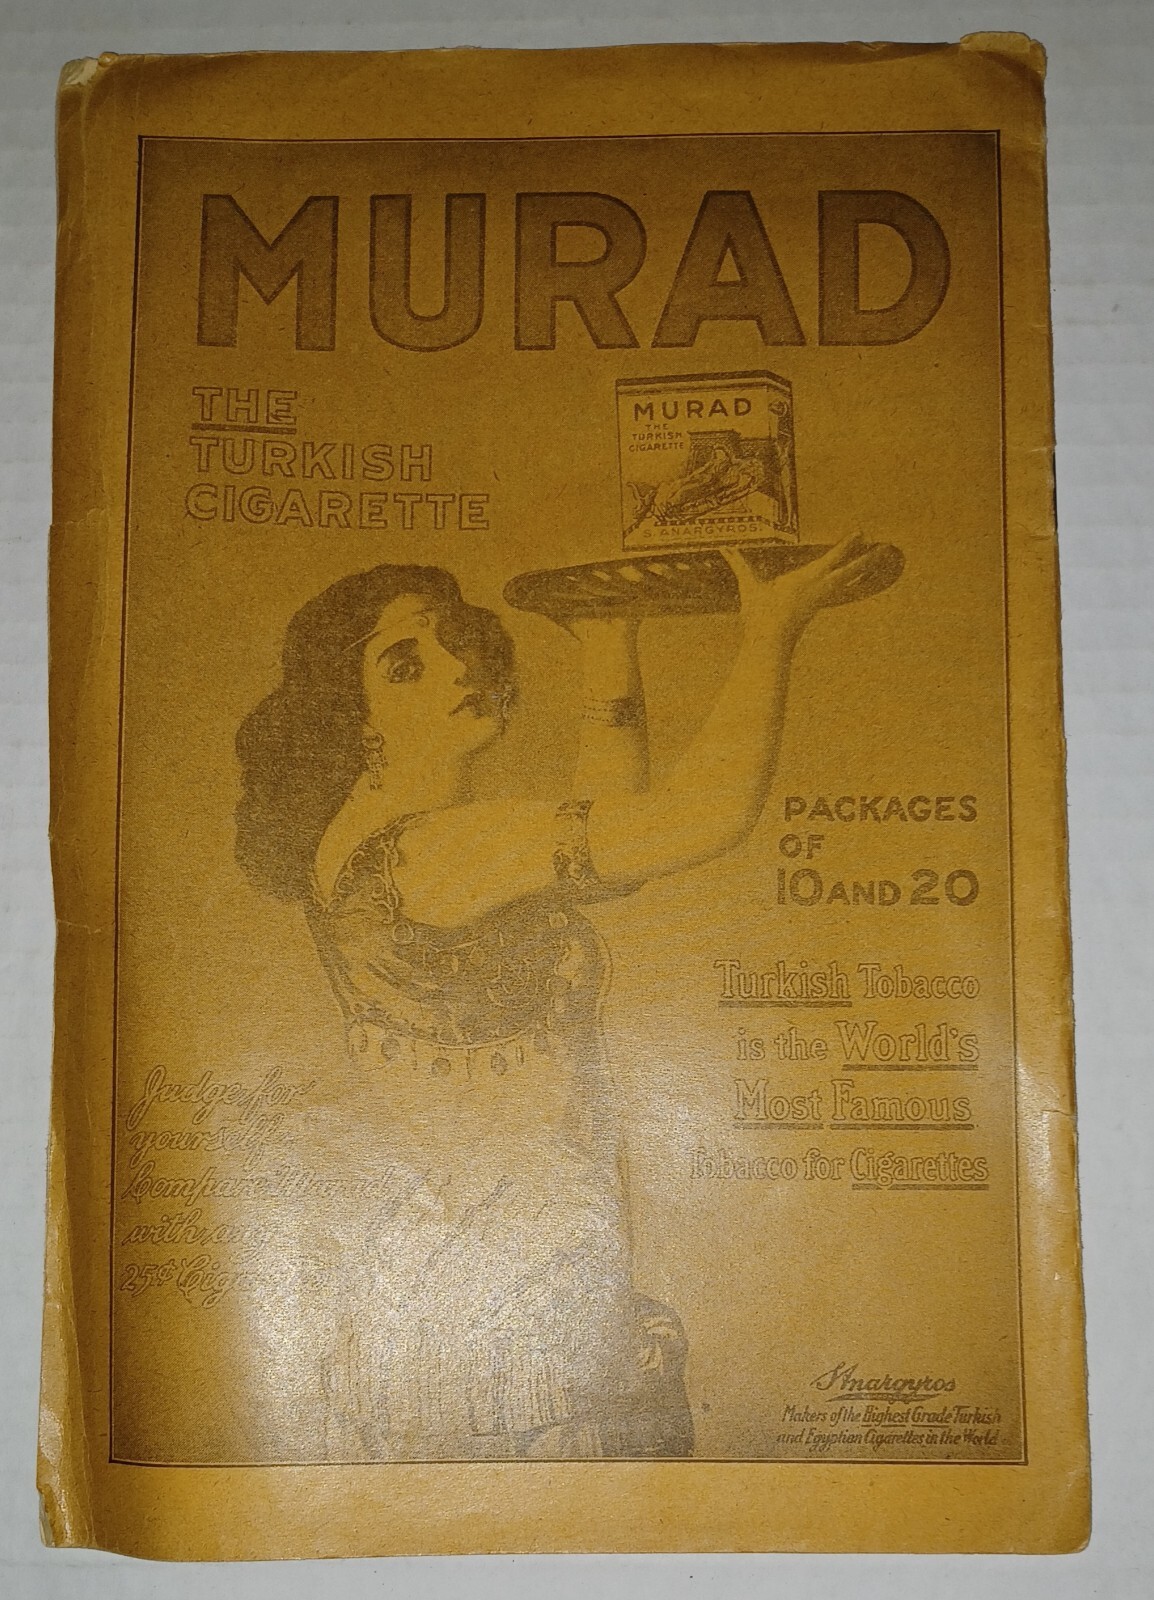 MURAD
THE
TURKISH
CIGARETTE
MURAD
THE
TURKISH
CIGARETTE
S. ANARGYROS.
PACKAGES
OF
10 AND 20
Turkish Tobacco
is the World's
Most Famous
Tobacco for Cigarettes
Judge for
yourself
Compare Murad
with any
25¢
S Anargyros
Makers of the Highest Grade Turkish
and Egyptian Cigarettes in the World